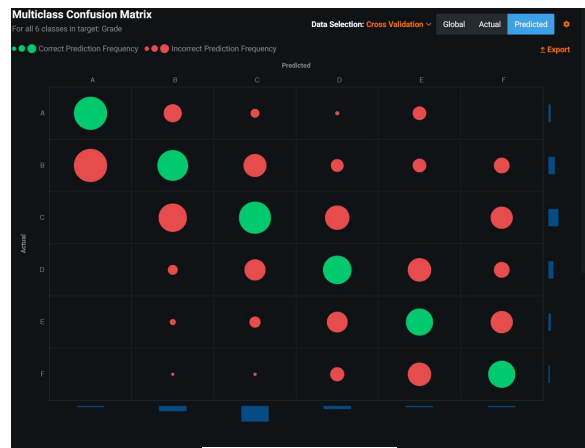 Multiclass Confusion Matrix
For all 6 classes in target: Grade
Data Selection: Cross Validation
Global Actual Predicted
Correct Prediction Frequency Incorrect Prediction Frequency
Export
Predicted
A B C D E F
Actual
A
B
C
D
E
F